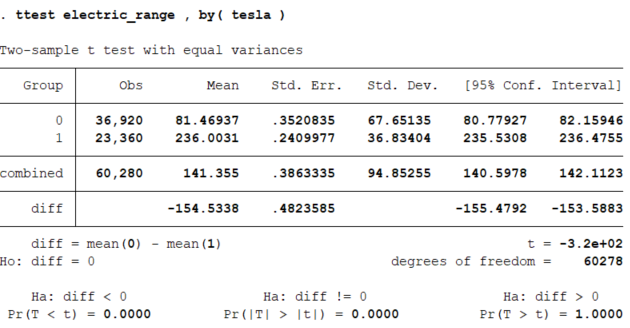 . ttest electric_range , by( tesla )
Two-sample t test with equal variances
Group Obs Mean Std. Err. Std. Dev. [95% Conf. Interval]
0 36,920 81.46937 .3520835 67.65135 80.77927 82.15946
1 23,360 236.0031 .2409977 36.83404 235.5308 236.4755
combined 60,280 141.355 .3863335 94.85255 140.5978 142.1123
diff -154.5338 .4823585 -155.4792 -153.5883
diff = mean(0) - mean(1) t = -3.2e+02
Ho: diff = 0 degrees of freedom = 60278
Ha: diff < 0 Ha: diff != 0 Ha: diff > 0
Pr(T < t) = 0.0000 Pr(|T| > |t|) = 0.0000 Pr(T > t) = 1.0000